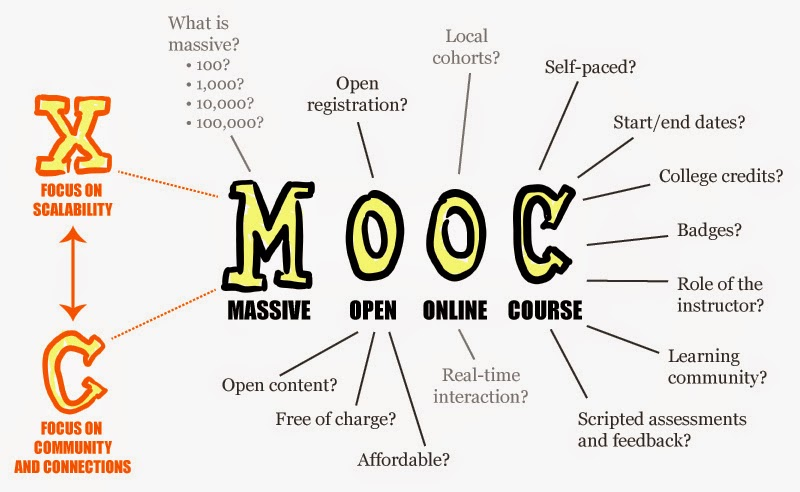 What is
massive?
• 100?
• 1,000?
• 10,000?
• 100,000?
Open
registration?
Local
cohorts?
Self-paced?
Start/end dates?
College credits?
Badges?
Role of the
instructor?
Learning
community?
Scripted assessments
and feedback?
X
FOCUS ON
SCALABILITY
C
FOCUS ON
COMMUNITY
AND CONNECTIONS
MOOC
MASSIVE OPEN ONLINE COURSE
Open content?
Free of charge?
Affordable?
Real-time
interaction?